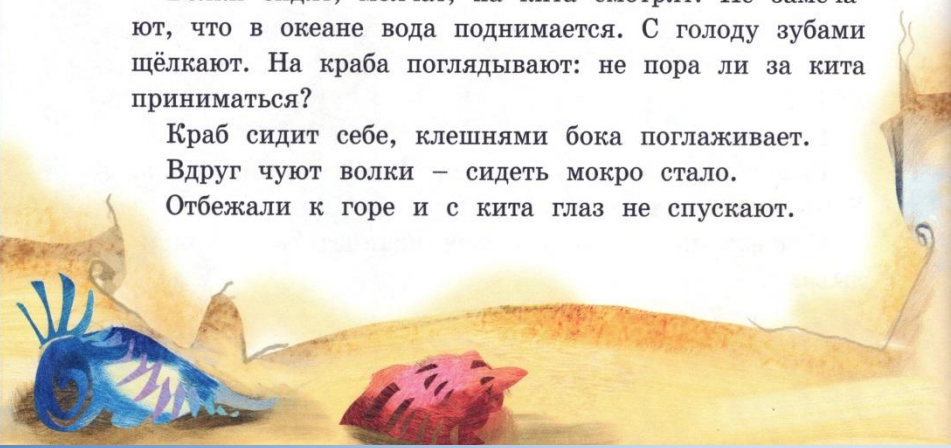 ют, что в океане вода поднимается. С голоду зубами
щёлкают. На краба поглядывают: не пора ли за кита
приниматься?
Краб сидит себе, клешнями бока поглаживает.
Вдруг чуют волки – сидеть мокро стало.
Отбежали к горе и с кита глаз не спускают.